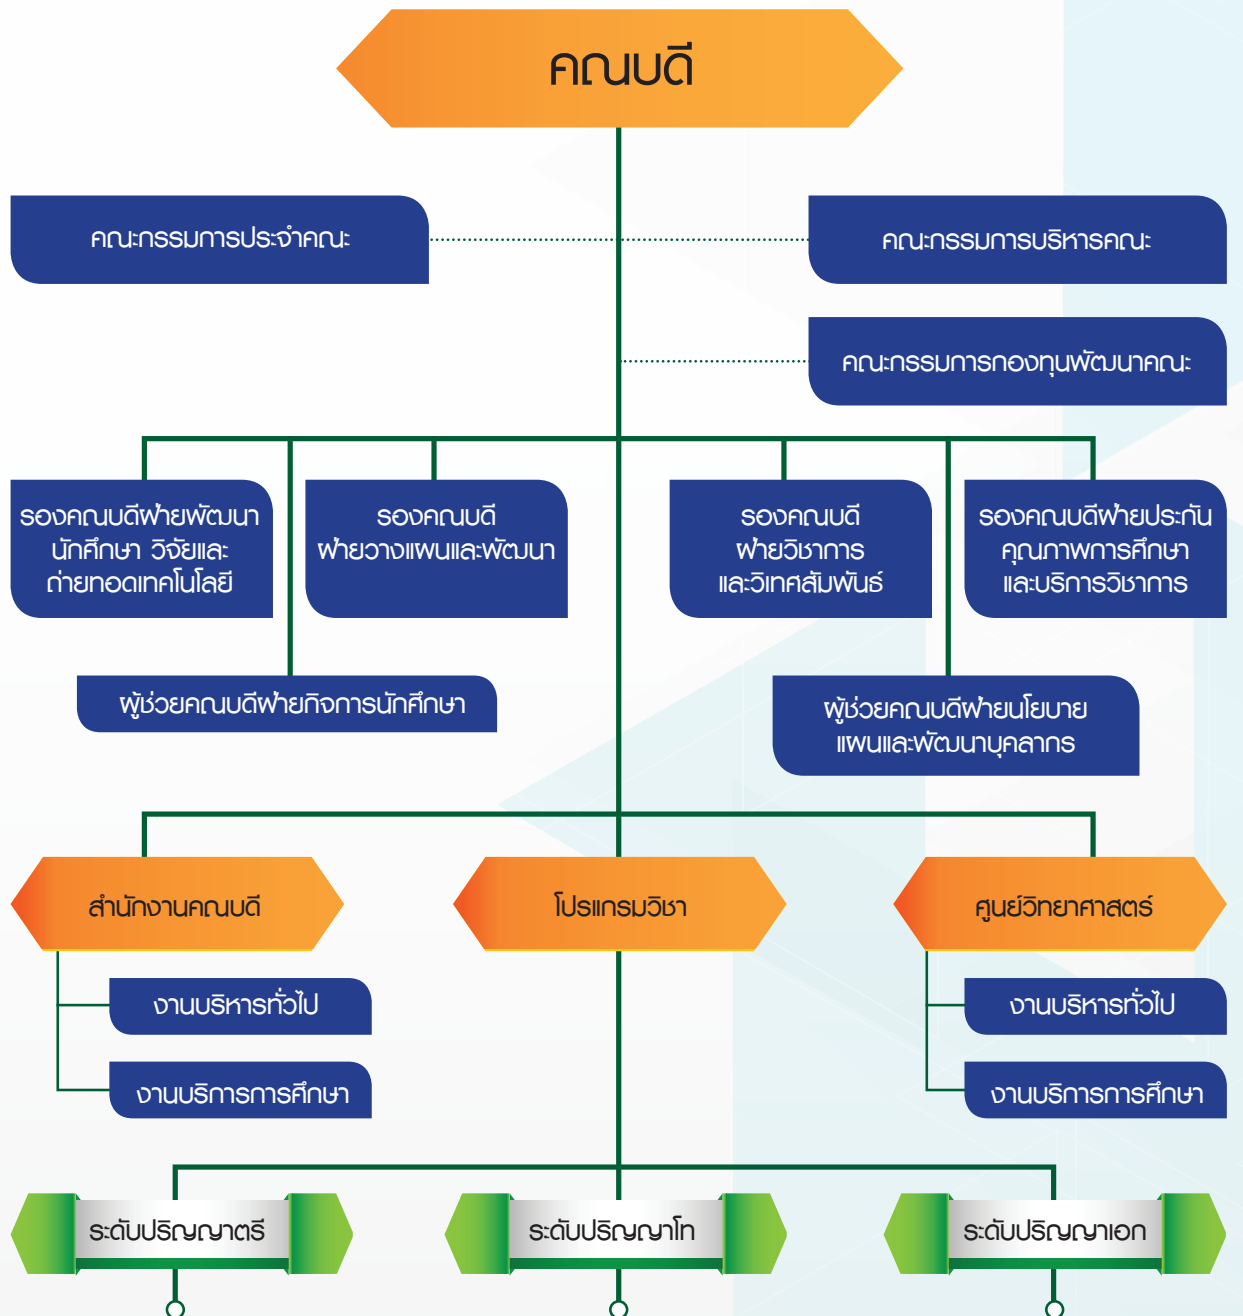 คณบดี
คณะกรรมการประจำคณะ
คณะกรรมการบริหารคณะ
คณะกรรมการกองทุนพัฒนาคณะ
รองคณบดีฝ่ายพัฒนา
นักศึกษา วิจัยและ
ถ่ายทอดเทคโนโลยี
รองคณบดี
ฝ่ายวางแผนและพัฒนา
รองคณบดี
ฝ่ายวิชาการ
และวิเทศสัมพันธ์
รองคณบดีฝ่ายประกัน
คุณภาพการศึกษา
และบริการวิชาการ
ผู้ช่วยคณบดีฝ่ายกิจการนักศึกษา
ผู้ช่วยคณบดีฝ่ายนโยบาย
แผนและพัฒนาบุคลากร
สำนักงานคณบดี
โปรแกรมวิชา
ศูนย์วิทยาศาสตร์
งานบริหารทั่วไป
งานบริการการศึกษา
งานบริหารทั่วไป
งานบริการการศึกษา
ระดับปริญญาตรี
ระดับปริญญาโท
ระดับปริญญาเอก